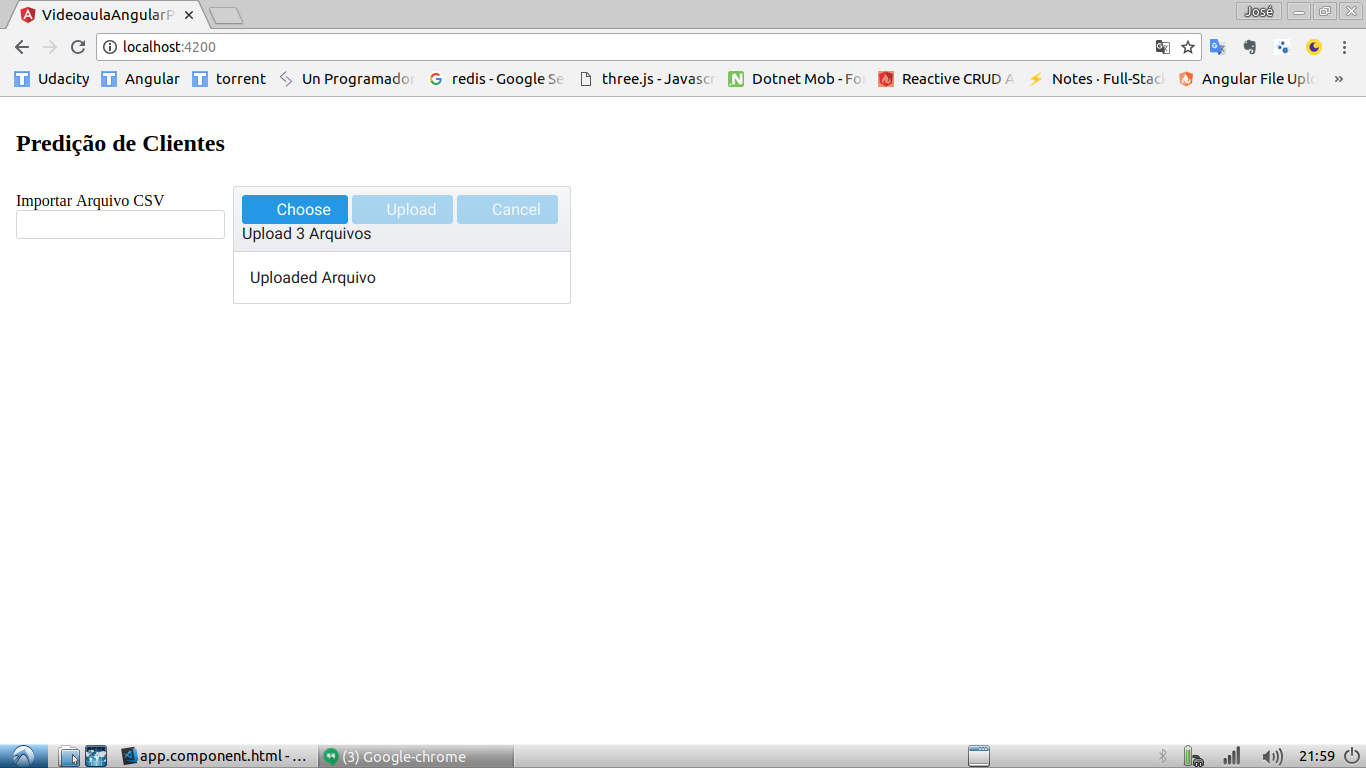 VideoaulaAngularP
José
localhost:4200
Udacity Angular torrent Un Programador redis - Google Se three.js - Javascr Dotnet Mob - Fo Reactive CRUD A Notes · Full-Stack Angular File Uplo »
Predição de Clientes
Importar Arquivo CSV
Choose Upload Cancel
Upload 3 Arquivos
Uploaded Arquivo
app.component.html - ... (3) Google-chrome 21:59